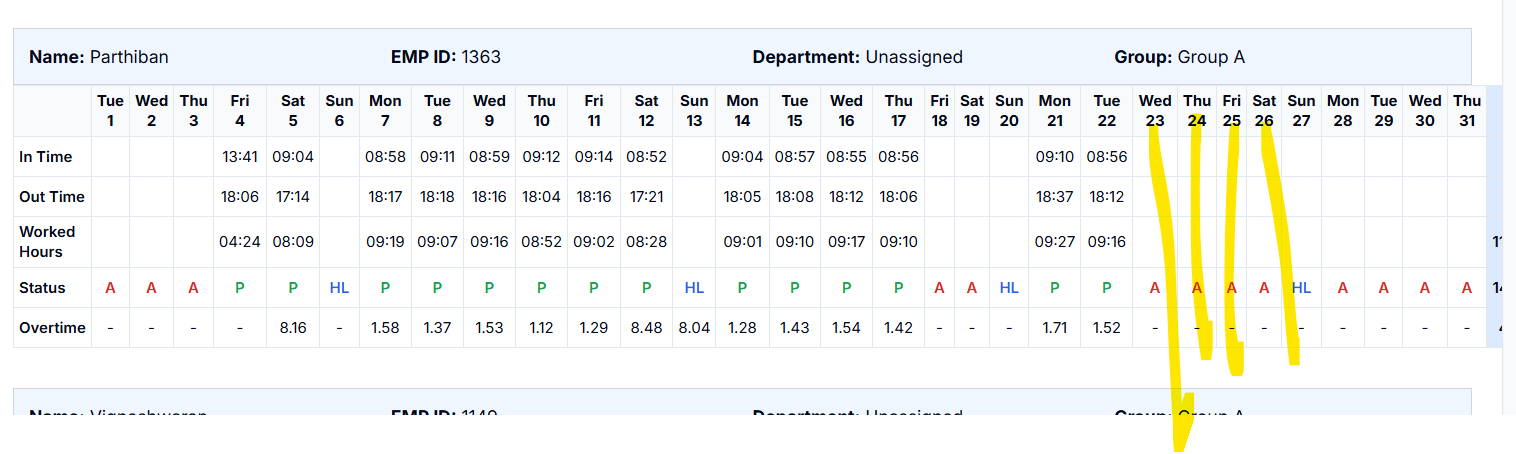 Name: Parthiban EMP ID: 1363 Department: Unassigned Group: Group A
Tue Wed Thu Fri Sat Sun Mon Tue Wed Thu Fri Sat Sun Mon Tue Wed Thu Fri Sat Sun Mon Tue Wed Thu Fri Sat Sun Mon Tue Wed Thu
1 2 3 4 5 6 7 8 9 10 11 12 13 14 15 16 17 18 19 20 21 22 23 24 25 26 27 28 29 30 31
In Time 13:41 09:04 08:58 09:11 08:59 09:12 09:14 08:52 09:04 08:57 08:55 08:56 09:10 08:56
Out Time 18:06 17:14 18:17 18:18 18:16 18:04 18:16 17:21 18:05 18:08 18:12 18:06 18:37 18:12
Worked
Hours 04:24 08:09 09:19 09:07 09:16 08:52 09:02 08:28 09:01 09:10 09:17 09:10 09:27 09:16
Status A A A P P HL P P P P P P HL P P P P A A HL P P A A A A HL A A A A
Overtime - - - - 8.16 - 1.58 1.37 1.53 1.12 1.29 8.48 8.04 1.28 1.43 1.54 1.42 - - - 1.71 1.52 - - - - - - - - -
Name: Vigneshwaran EMP ID: 1149 Department: Unassigned Group: Group A